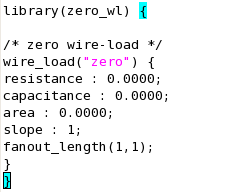 library(zero_wl) {
/* zero wire-load */
wire_load("zero") {
resistance : 0.0000;
capacitance : 0.0000;
area : 0.0000;
slope : 1;
fanout_length(1,1);
}
}